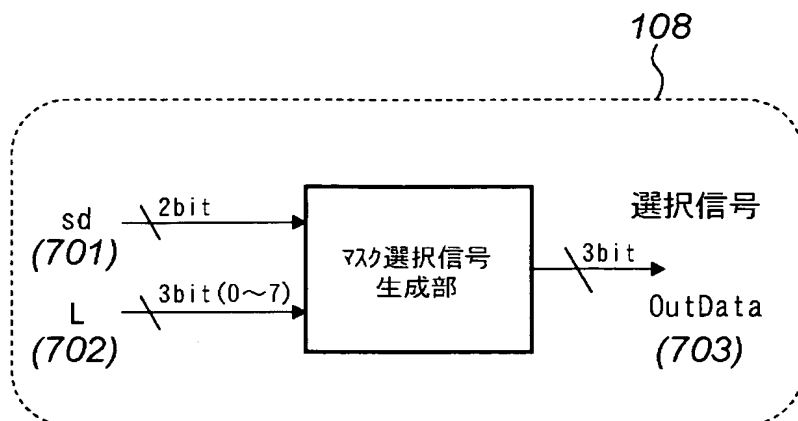 108
sd
(701)
2bit
L
(702)
3bit(0～7)
マスク選択信号
生成部
3bit
選択信号
OutData
(703)